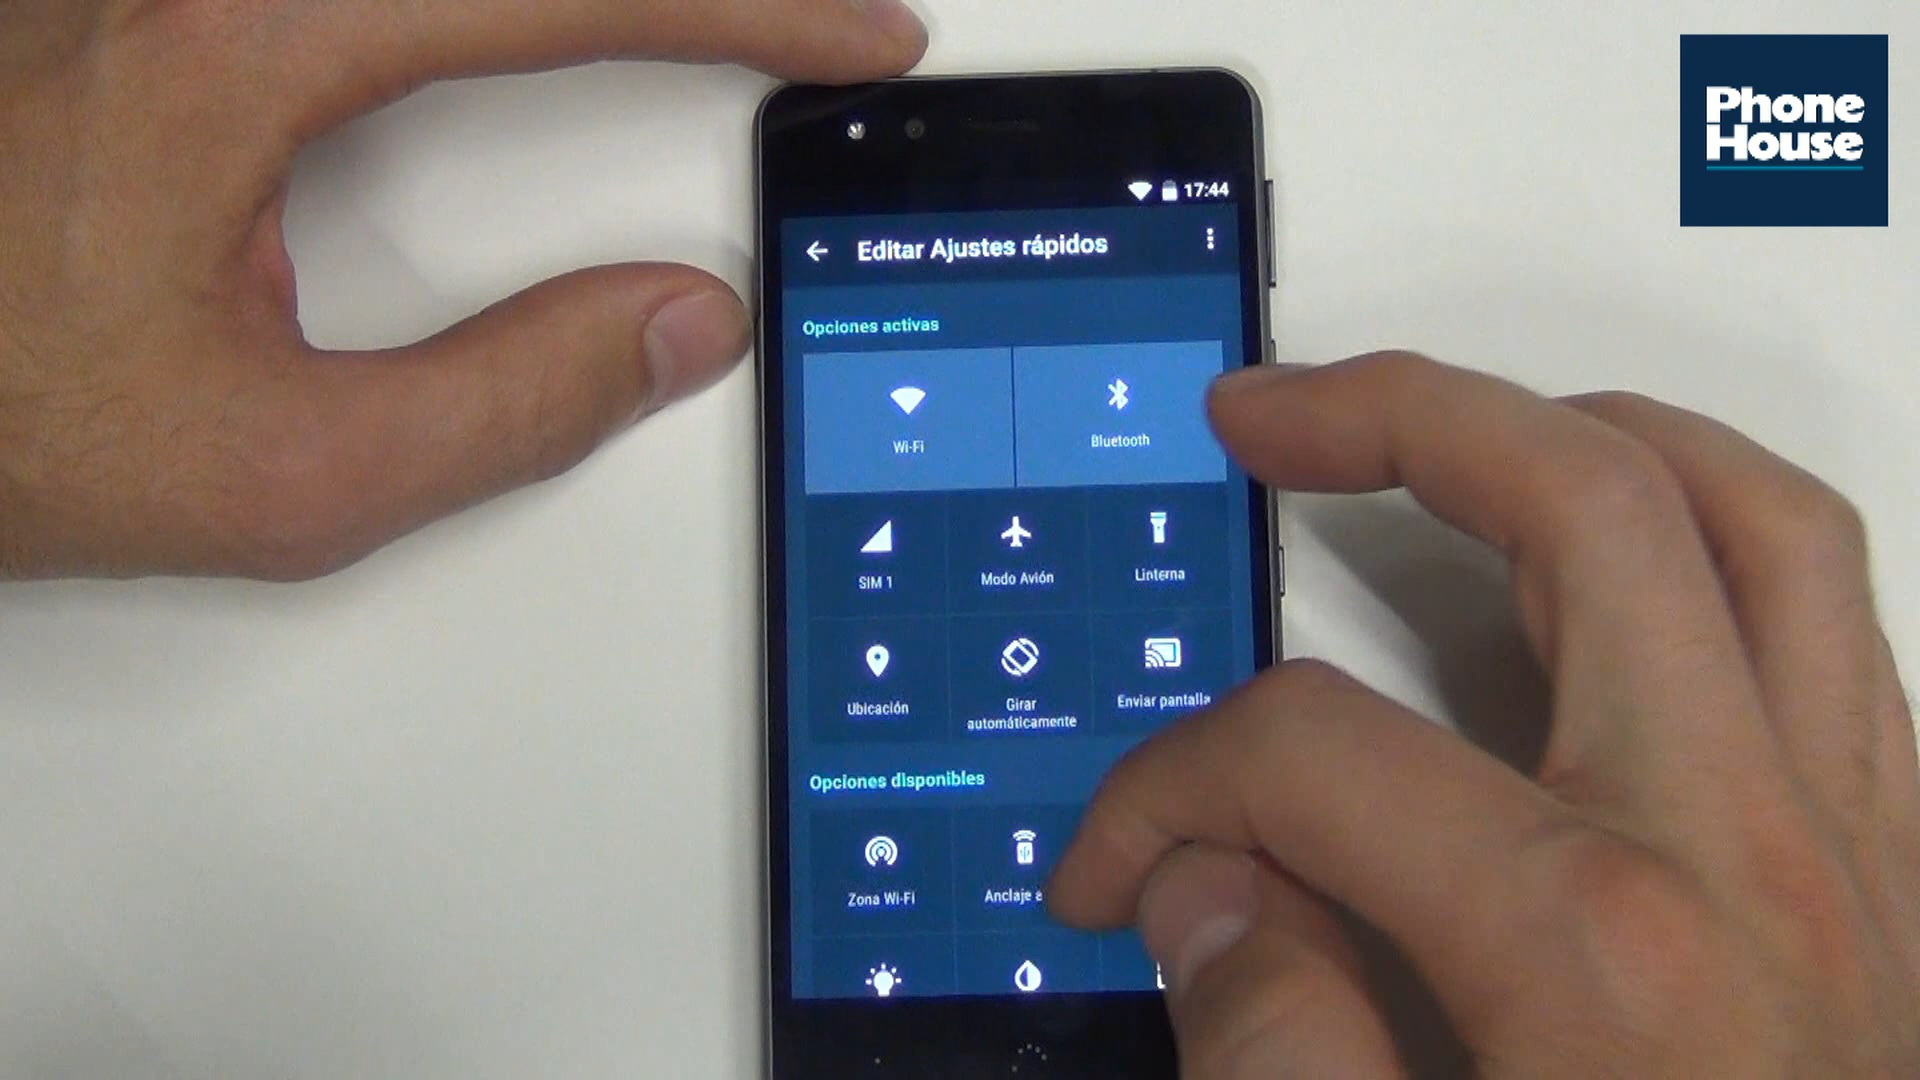 Phone
House
17:44
Editar Ajustes rápidos
Opciones activas
Wi-Fi
Bluetooth
SIM 1
Modo Avión
Linterna
Ubicación
Girar
automáticamente
Enviar pantalla
Opciones disponibles
Zona Wi-Fi
Anclaje